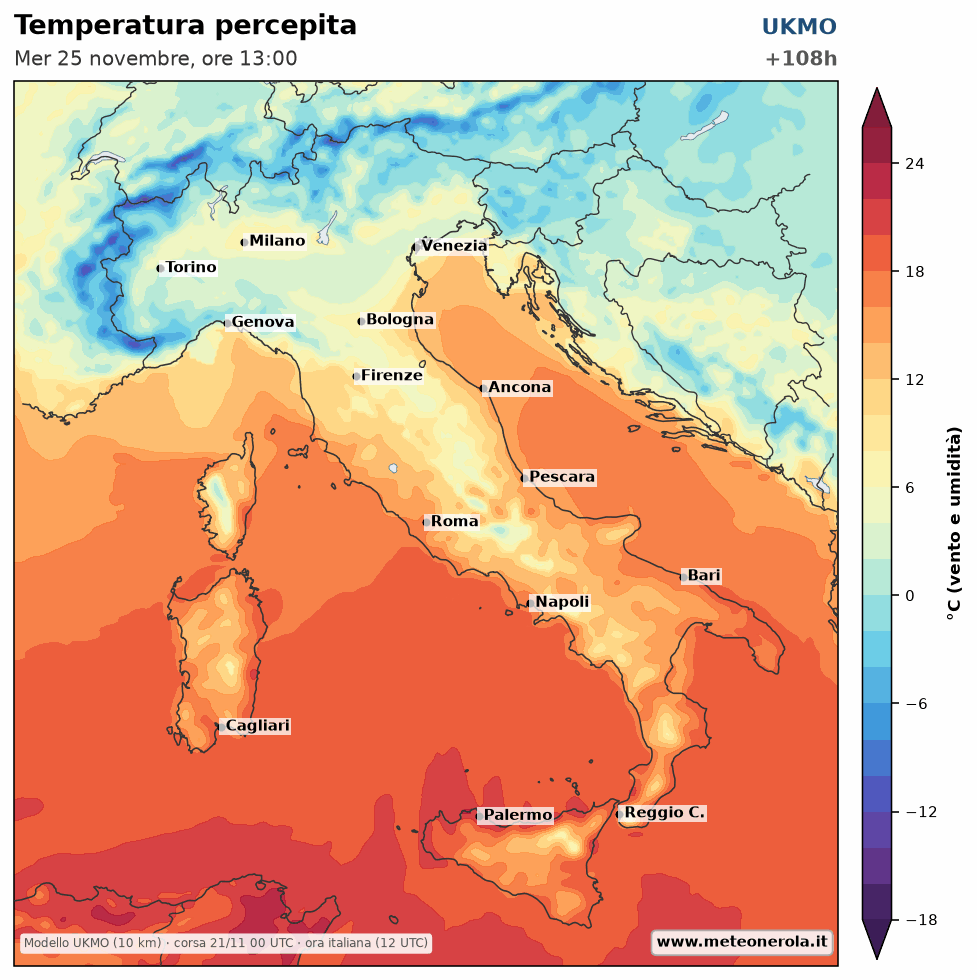 Temperatura percepita
UKMO
Mer 25 novembre, ore 13:00
+108h
Milano
Venezia
Torino
Genova
Bologna
Firenze
Ancona
Pescara
Roma
Bari
Napoli
Cagliari
Palermo
Reggio C.
24
18
12
6
0
−6
−12
−18
°C (vento e umidità)
Modello UKMO (10 km) · corsa 21/11 00 UTC · ora italiana (12 UTC)
www.meteonerola.it